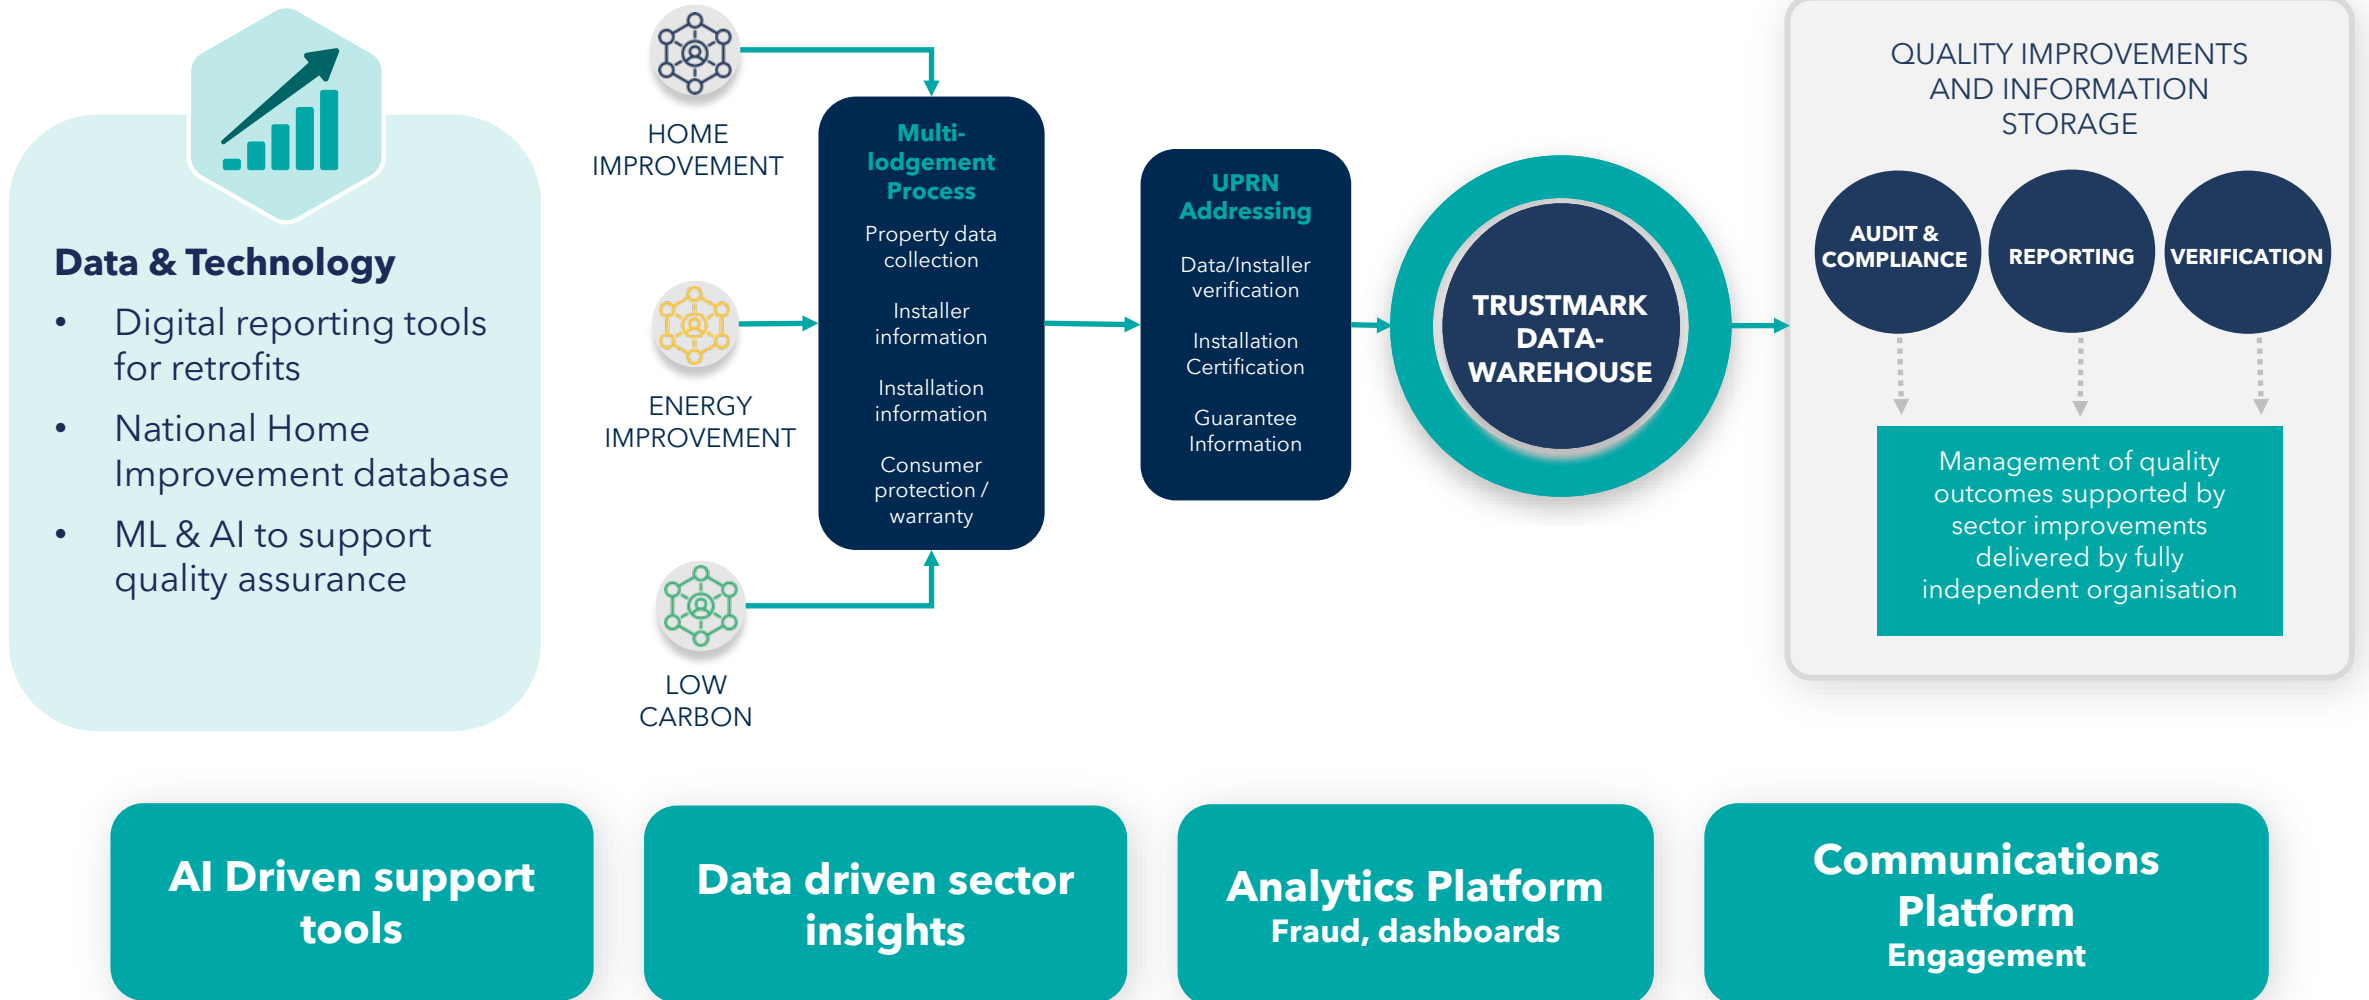 Data & Technology
• Digital reporting tools
for retrofits
• National Home
Improvement database
• ML & AI to support
quality assurance
HOME
IMPROVEMENT
ENERGY
IMPROVEMENT
LOW
CARBON
Multi-
lodgement
Process
Property data
collection
Installer
information
Installation
information
Consumer
protection /
warranty
UPRN
Addressing
Data/Installer
verification
Installation
Certification
Guarantee
Information
TRUSTMARK
DATA-
WAREHOUSE
QUALITY IMPROVEMENTS
AND INFORMATION
STORAGE
AUDIT &
COMPLIANCE
REPORTING
VERIFICATION
Management of quality
outcomes supported by
sector improvements
delivered by fully
independent organisation
AI Driven support
tools
Data driven sector
insights
Analytics Platform
Fraud, dashboards
Communications
Platform
Engagement